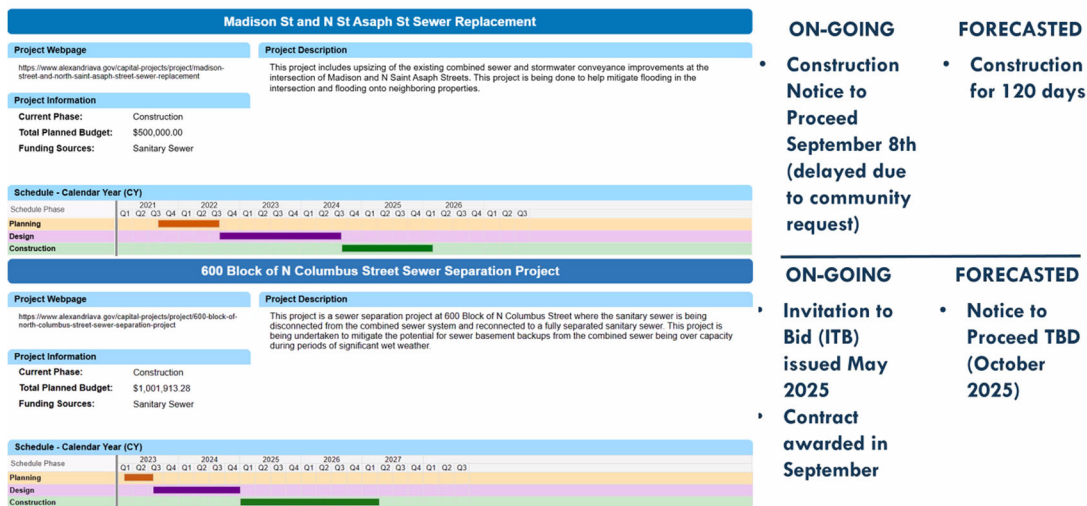 Madison St and N St Asaph St Sewer Replacement
Project Webpage
https://www.alexandriava.gov/capital-projects/project/madison-
street-and-north-saint-asaph-street-sewer-replacement
Project Description
This project includes upsizing of the existing combined sewer and stormwater conveyance improvements at the
intersection of Madison and N Saint Asaph Streets. This project is being done to help mitigate flooding in the
intersection and flooding onto neighboring properties.
Project Information
Current Phase: Construction
Total Planned Budget: $500,000.00
Funding Sources: Sanitary Sewer
Schedule - Calendar Year (CY)
Schedule Phase
2021 2022 2023 2024 2025 2026
Q1 Q2 Q3 Q4 Q1 Q2 Q3 Q4 Q1 Q2 Q3 Q4 Q1 Q2 Q3 Q4 Q1 Q2 Q3 Q4 Q1 Q2 Q3 Q4 Q1 Q2 Q3
Planning
Design
Construction
ON-GOING
• Construction
Notice to
Proceed
September 8th
(delayed due
to community
request)
FORECASTED
• Construction
for 120 days
600 Block of N Columbus Street Sewer Separation Project
Project Webpage
https://www.alexandriava.gov/capital-projects/project/600-block-of-
north-columbus-street-sewer-separation-project
Project Description
This project is a sewer separation project at 600 Block of N Columbus Street where the sanitary sewer is being
disconnected from the combined sewer system and reconnected to a fully separated sanitary sewer. This project is
being undertaken to mitigate the potential for sewer basement backups from the combined sewer being over capacity
during periods of significant wet weather.
Project Information
Current Phase: Construction
Total Planned Budget: $1,001,913.28
Funding Sources: Sanitary Sewer
Schedule - Calendar Year (CY)
Schedule Phase
2023 2024 2025 2026 2027
Q1 Q2 Q3 Q4 Q1 Q2 Q3 Q4 Q1 Q2 Q3 Q4 Q1 Q2 Q3 Q4 Q1 Q2 Q3 Q4 Q1 Q2 Q3
Planning
Design
Construction
ON-GOING
• Invitation to
Bid (ITB)
issued May
2025
• Contract
awarded in
September
FORECASTED
• Notice to
Proceed TBD
(October
2025)